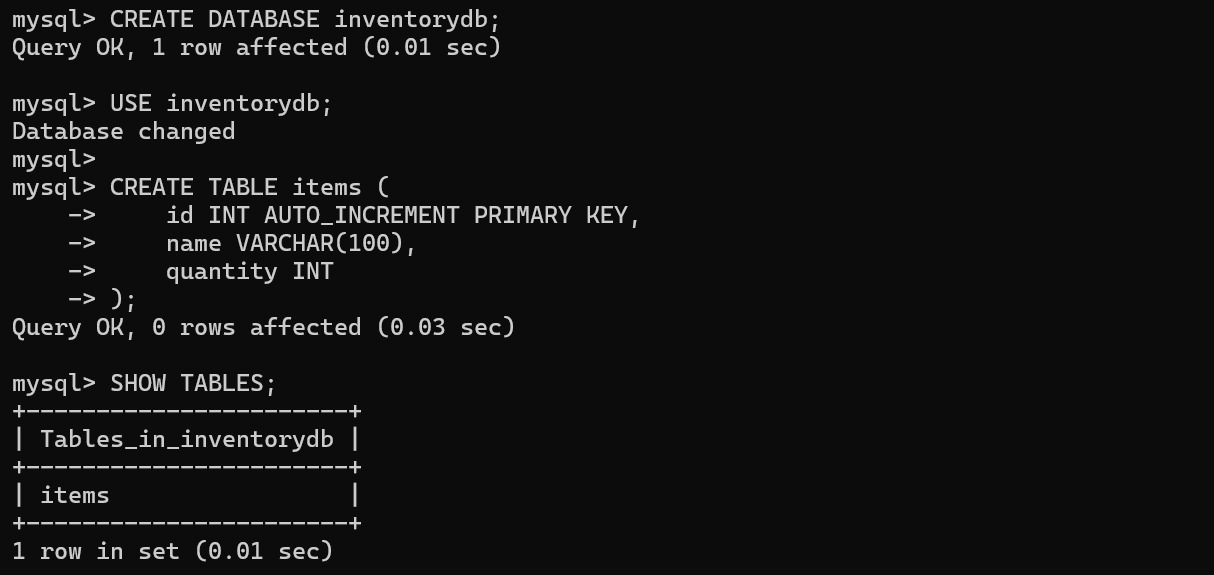 mysql> CREATE DATABASE inventorydb;
Query OK, 1 row affected (0.01 sec)

mysql> USE inventorydb;
Database changed
mysql>
mysql> CREATE TABLE items (
    ->     id INT AUTO_INCREMENT PRIMARY KEY,
    ->     name VARCHAR(100),
    ->     quantity INT
    -> );
Query OK, 0 rows affected (0.03 sec)

mysql> SHOW TABLES;
+-----------------------+
| Tables_in_inventorydb |
+-----------------------+
| items                 |
+-----------------------+
1 row in set (0.01 sec)